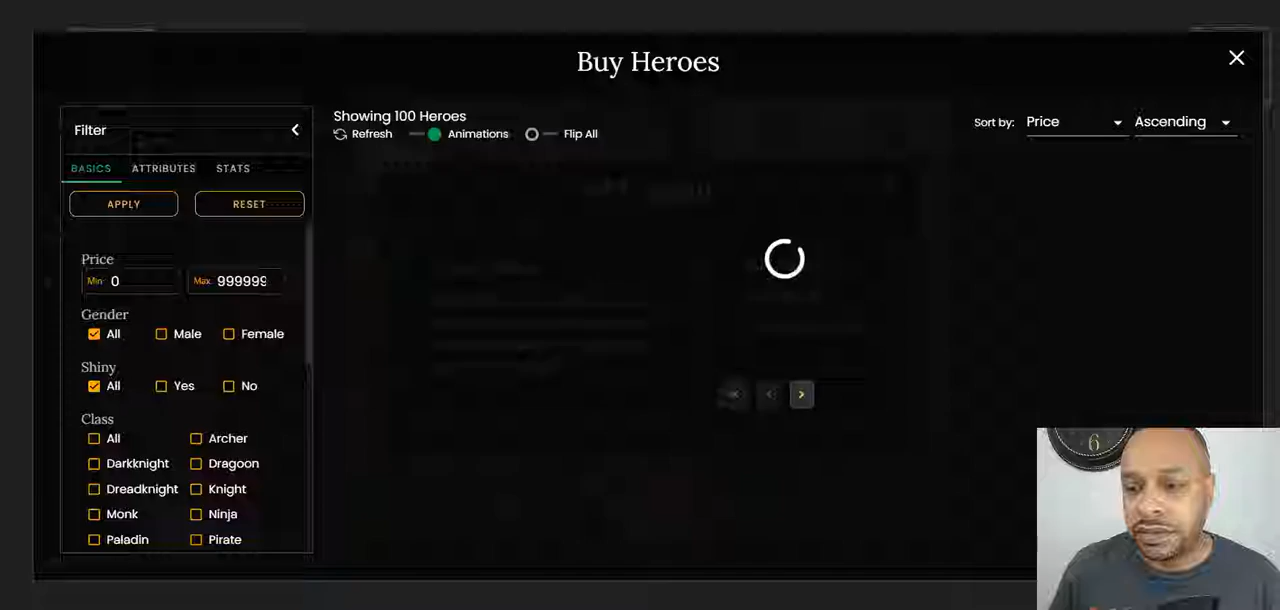 Buy Heroes
Filter
BASICS ATTRIBUTES STATS
APPLY RESET
Price
Min 0 Max 999999
Gender
All Male Female
Shiny
All Yes No
Class
All Archer
Darkknight Dragoon
Dreadknight Knight
Monk Ninja
Paladin Pirate
Showing 100 Heroes
Refresh Animations Flip All
Sort by: Price Ascending
6